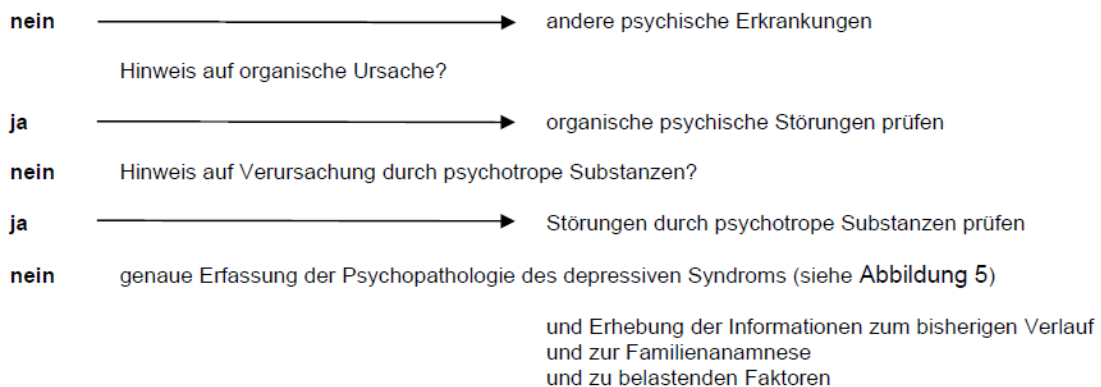 nein andere psychische Erkrankungen
Hinweis auf organische Ursache?
ja organische psychische Störungen prüfen
nein Hinweis auf Verursachung durch psychotrope Substanzen?
ja Störungen durch psychotrope Substanzen prüfen
nein genaue Erfassung der Psychopathologie des depressiven Syndroms (siehe Abbildung 5)
und Erhebung der Informationen zum bisherigen Verlauf
und zur Familienanamnese
und zu belastenden Faktoren